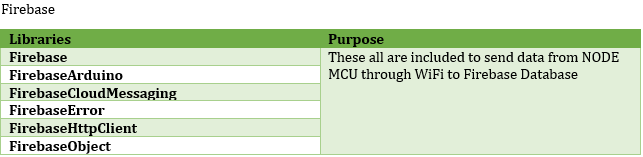 Firebase
Libraries Purpose
Firebase These all are included to send data from NODE
FirebaseArduino MCU through WiFi to Firebase Database
FirebaseCloudMessaging
FirebaseError
FirebaseHttpClient
FirebaseObject